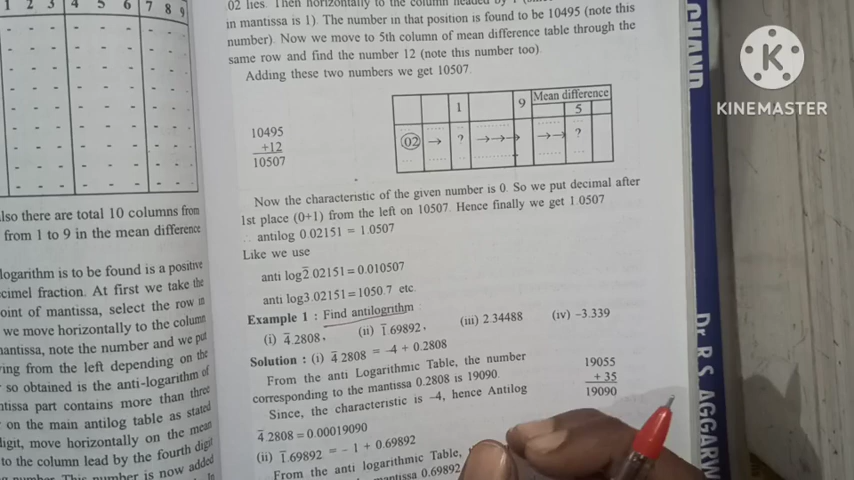 1 2 3 4 5 6 7 8 9
lso there are total 10 columns from
from 1 to 9 in the mean difference
logarithm is to be found is a positive
ecimel fraction. At first we take the
oint of mantissa, select the row in
we move horizontally to the column
mantissa, note the number and we put
ing from the left depending on the
so obtained is the anti-logarithm of
ntissa part contains more than three
on the main antilog table as stated
digit, move horizontally on the mean
to the column lead by the fourth digit
number. This number is now added
02 lies. Then horizontally to the column headed by
in mantissa is 1). The number in that position is found to be 10495 (note this
number). Now we move to 5th column of mean difference table through the
same row and find the number 12 (note this number too).
Adding these two numbers we get 10507.
10495
+12
10507
1 9 Mean difference
5
02 → ? →→→ →→ ?
Now the characteristic of the given number is 0. So we put decimal after
1st place (0+1) from the left on 10507. Hence finally we get 1.0507
∴ antilog 0.02151 = 1.0507
Like we use
anti log2̅.02151=0.010507
anti log3.02151=1050.7 etc.
Example 1 : Find antilogrithm
(i) 4̅.2808, (ii) 1̅.69892, (iii) 2.34488 (iv) –3.339
Solution : (i) 4̅.2808 = –4 + 0.2808
From the anti Logarithmic Table, the number
corresponding to the mantissa 0.2808 is 19090.
Since, the characteristic is –4, hence Antilog
19055
+ 35
19090
4̅.2808=0.00019090
(ii) 1̅.69892 = – 1 + 0.69892
From the anti logarithmic Table,
mantissa 0.69892
CHAND
Dr R S AGGARW
K
KINEMASTER